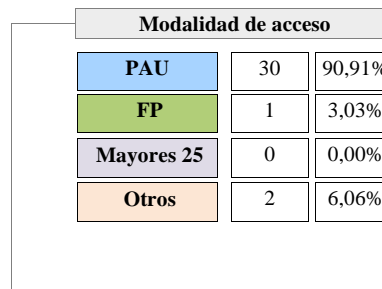 Modalidad de acceso
PAU 30 90,91%
FP 1 3,03%
Mayores 25 0 0,00%
Otros 2 6,06%